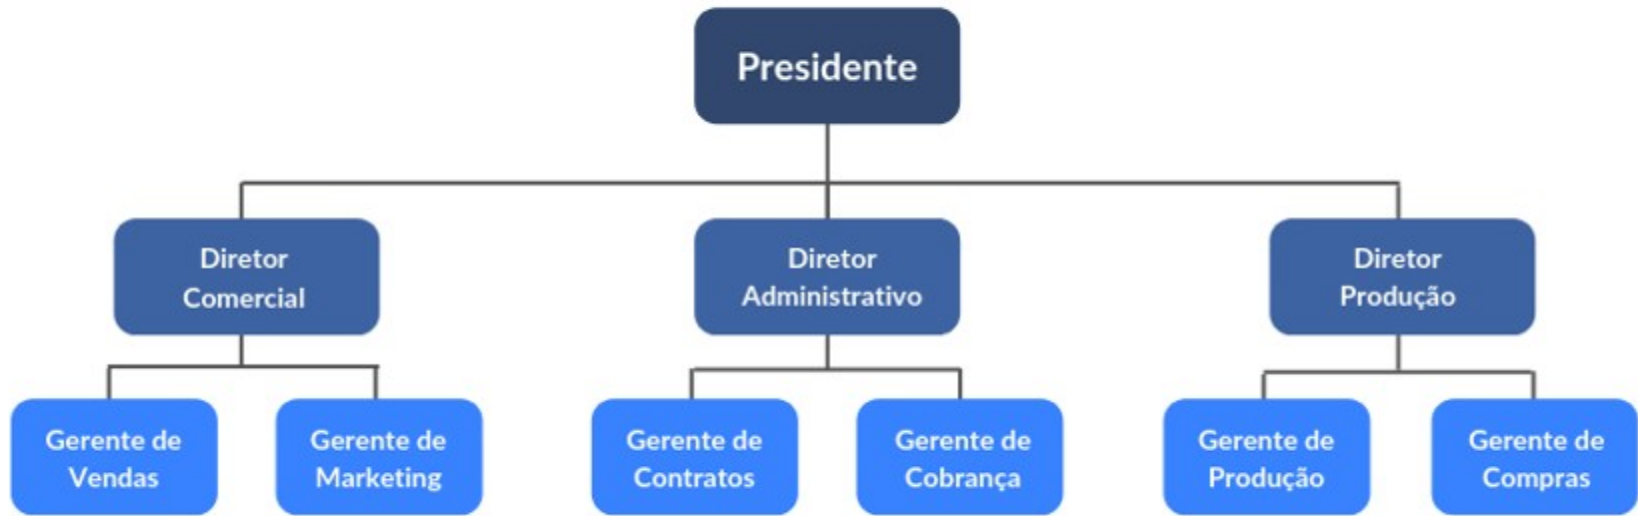 Presidente
Diretor
Comercial
Diretor
Administrativo
Diretor
Produção
Gerente de
Vendas
Gerente de
Marketing
Gerente de
Contratos
Gerente de
Cobrança
Gerente de
Produção
Gerente de
Compras